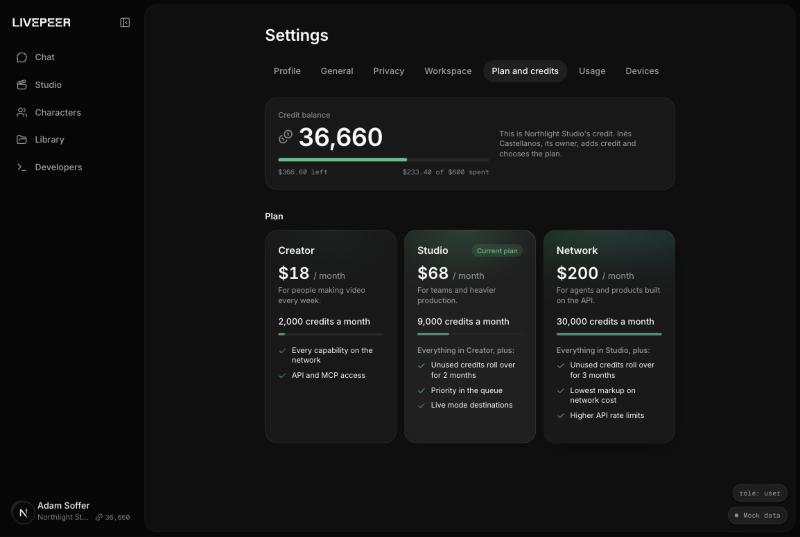 LIVEPEER
Chat
Studio
Characters
Library
Developers
Settings
Profile
General
Privacy
Workspace
Plan and credits
Usage
Devices
Credit balance
36,660
$366.60 left
$233.40 of $600 spent
This is Northlight Studio's credit. Inés
Castellanos, its owner, adds credit and
chooses the plan.
Plan
Creator
$18 / month
For people making video
every week.
2,000 credits a month
Every capability on the
network
API and MCP access
Studio
Current plan
$68 / month
For teams and heavier
production.
9,000 credits a month
Everything in Creator, plus:
Unused credits roll over
for 2 months
Priority in the queue
Live mode destinations
Network
$200 / month
For agents and products built
on the API.
30,000 credits a month
Everything in Studio, plus:
Unused credits roll over
for 3 months
Lowest markup on
network cost
Higher API rate limits
N
Adam Soffer
Northlight St... 36,660
role: user
Mock data